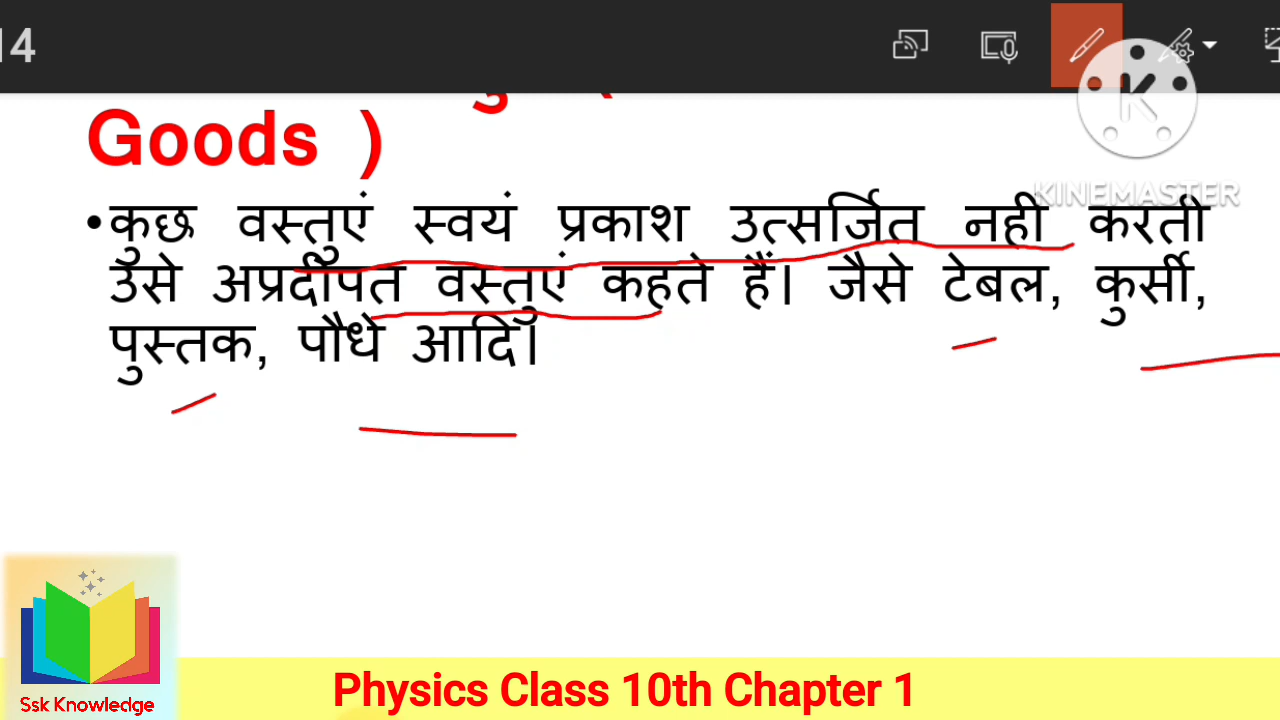 14
Goods )
KINEMASTER
•कुछ वस्तुएं स्वयं प्रकाश उत्सर्जित नही करती
उसे अप्रदीपत वस्तुएं कहते हैं। जैसे टेबल, कुर्सी,
पुस्तक, पौधे आदि।
Ssk Knowledge
Physics Class 10th Chapter 1